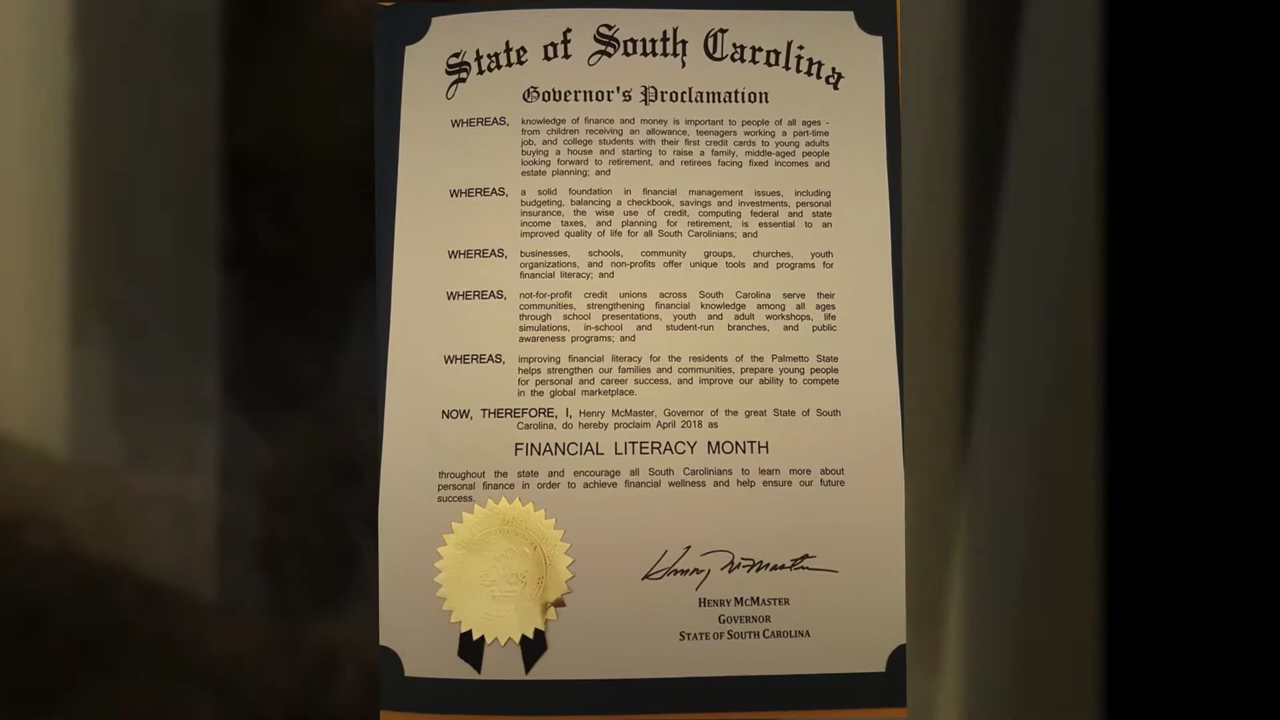 State of South Carolina
Governor's Proclamation
WHEREAS, knowledge of finance and money is important to people of all ages -
from children receiving an allowance, teenagers working a part-time
job, and college students with their first credit cards to young adults
buying a house and starting to raise a family, middle-aged people
looking forward to retirement, and retirees facing fixed incomes and
estate planning; and
WHEREAS, a solid foundation in financial management issues, including
budgeting, balancing a checkbook, savings and investments, personal
insurance, the wise use of credit, computing federal and state
income taxes, and planning for retirement, is essential to an
improved quality of life for all South Carolinians; and
WHEREAS, businesses, schools, community groups, churches, youth
organizations, and non-profits offer unique tools and programs for
financial literacy; and
WHEREAS, not-for-profit credit unions across South Carolina serve their
communities, strengthening financial knowledge among all ages
through school presentations, youth and adult workshops, life
simulations, in-school and student-run branches, and public
awareness programs; and
WHEREAS, improving financial literacy for the residents of the Palmetto State
helps strengthen our families and communities, prepare young people
for personal and career success, and improve our ability to compete
in the global marketplace.
NOW, THEREFORE, I, Henry McMaster, Governor of the great State of South
Carolina, do hereby proclaim April 2018 as
FINANCIAL LITERACY MONTH
throughout the state and encourage all South Carolinians to learn more about
personal finance in order to achieve financial wellness and help ensure our future
success.
Henry McMaster
HENRY MCMASTER
GOVERNOR
STATE OF SOUTH CAROLINA